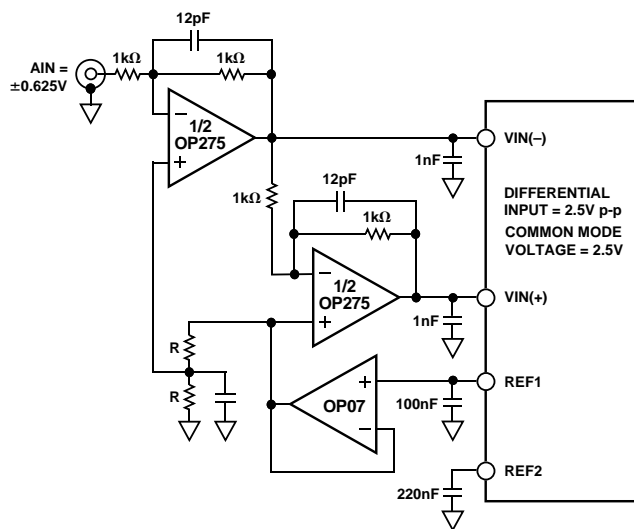 12pF
1kΩ
1kΩ
AIN =
±0.625V
1/2
OP275
−
+
VIN(–)
1nF
1kΩ
12pF
1kΩ
DIFFERENTIAL
INPUT = 2.5V p-p
COMMON MODE
VOLTAGE = 2.5V
1/2
OP275
−
+
VIN(+)
1nF
R
R
OP07
+
−
REF1
100nF
REF2
220nF